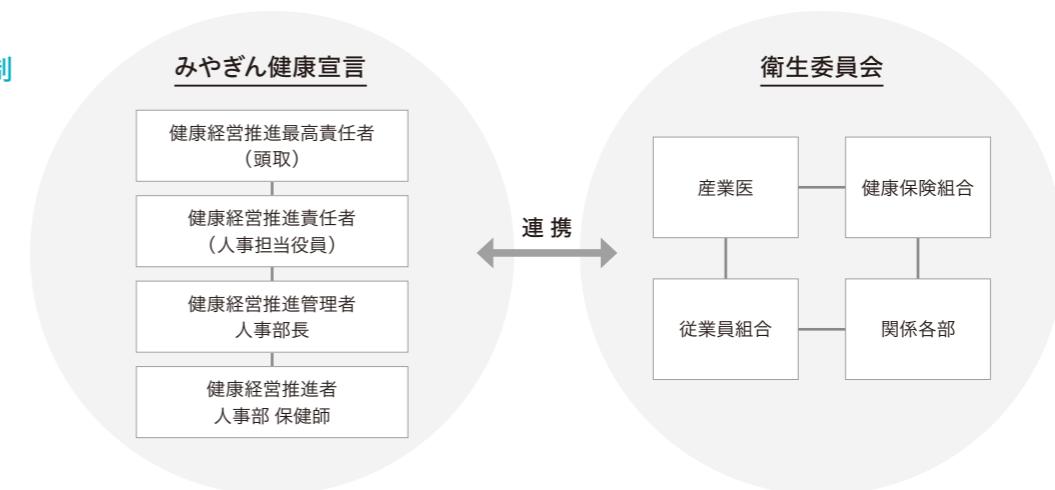 制
みやぎん健康宣言
健康経営推進最高責任者
（頭取）
健康経営推進責任者
（人事担当役員）
健康経営推進管理者
人事部長
健康経営推進者
人事部 保健師
連 携
衛生委員会
産業医
健康保険組合
従業員組合
関係各部